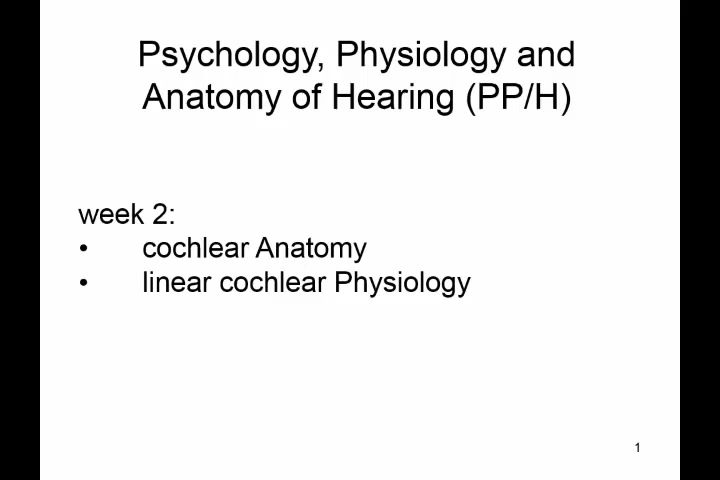 Psychology, Physiology and
Anatomy of Hearing (PP/H)
week 2:
• cochlear Anatomy
• linear cochlear Physiology
1